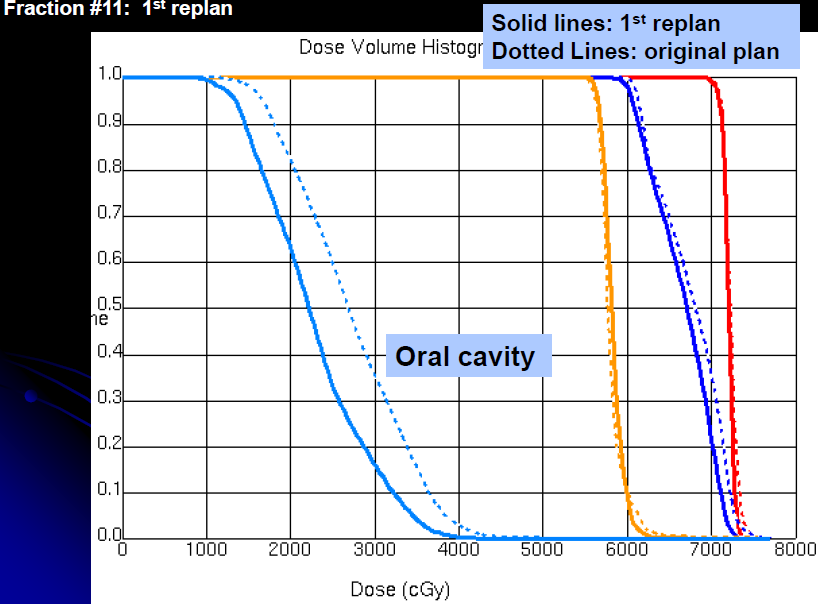 Fraction #11: 1st replan
Solid lines: 1st replan
Dotted Lines: original plan
Dose Volume Histogr
1.0
0.9
0.8
0.7
0.6
0.5
0.4
0.3
0.2
0.1
0.0
Oral cavity
0 1000 2000 3000 4000 5000 6000 7000 8000
Dose (cGy)